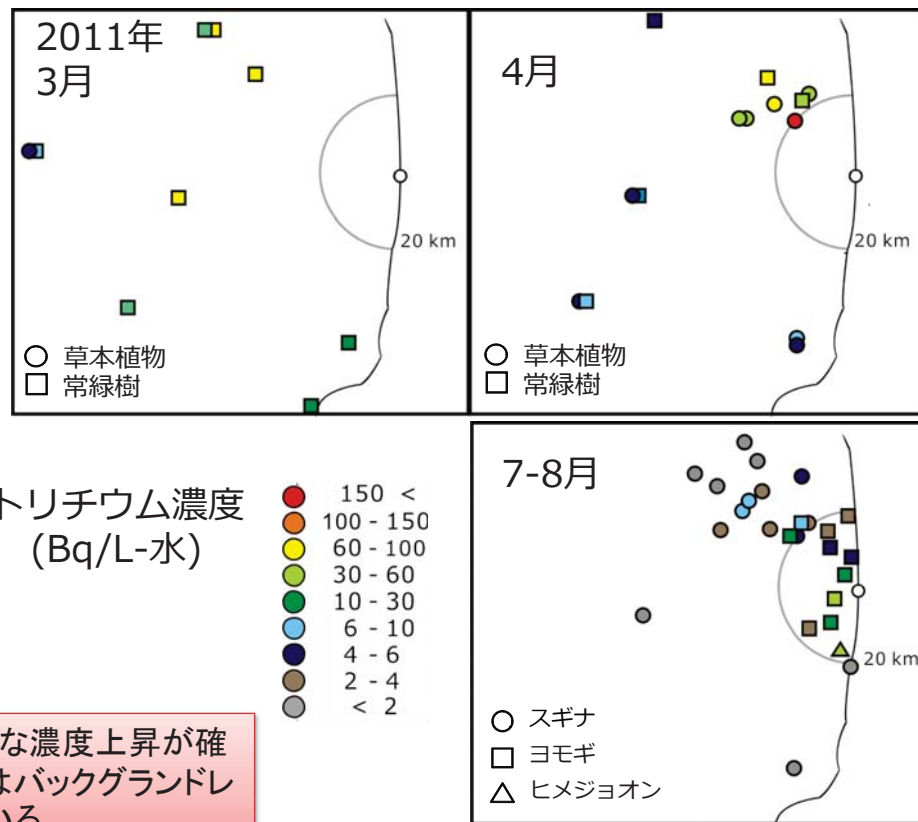 2011年
3月
20 km
草本植物
常緑樹
4月
20 km
草本植物
常緑樹
トリチウム濃度
(Bq/L-水)
150 <
100 - 150
60 - 100
30 - 60
10 - 30
6 - 10
4 - 6
2 - 4
< 2
7-8月
20 km
スギナ
ヨモギ
ヒメジョオン
な濃度上昇が確
はバックグランドレ
いる